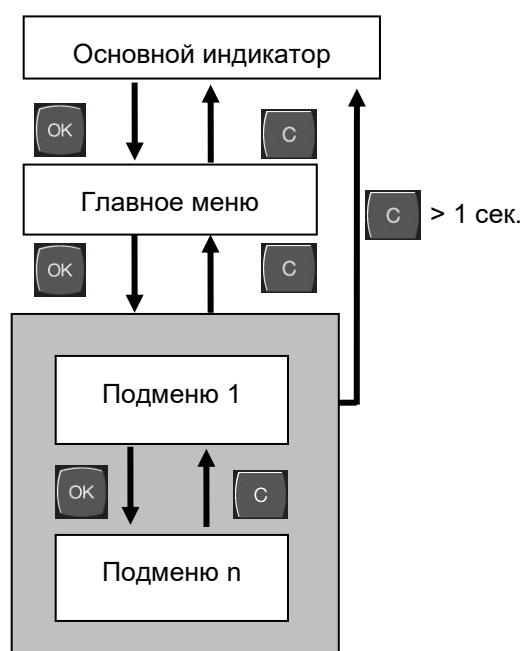 Основной индикатор
OK
C
Главное меню
C > 1 сек.
OK
C
Подменю 1
OK
C
Подменю n